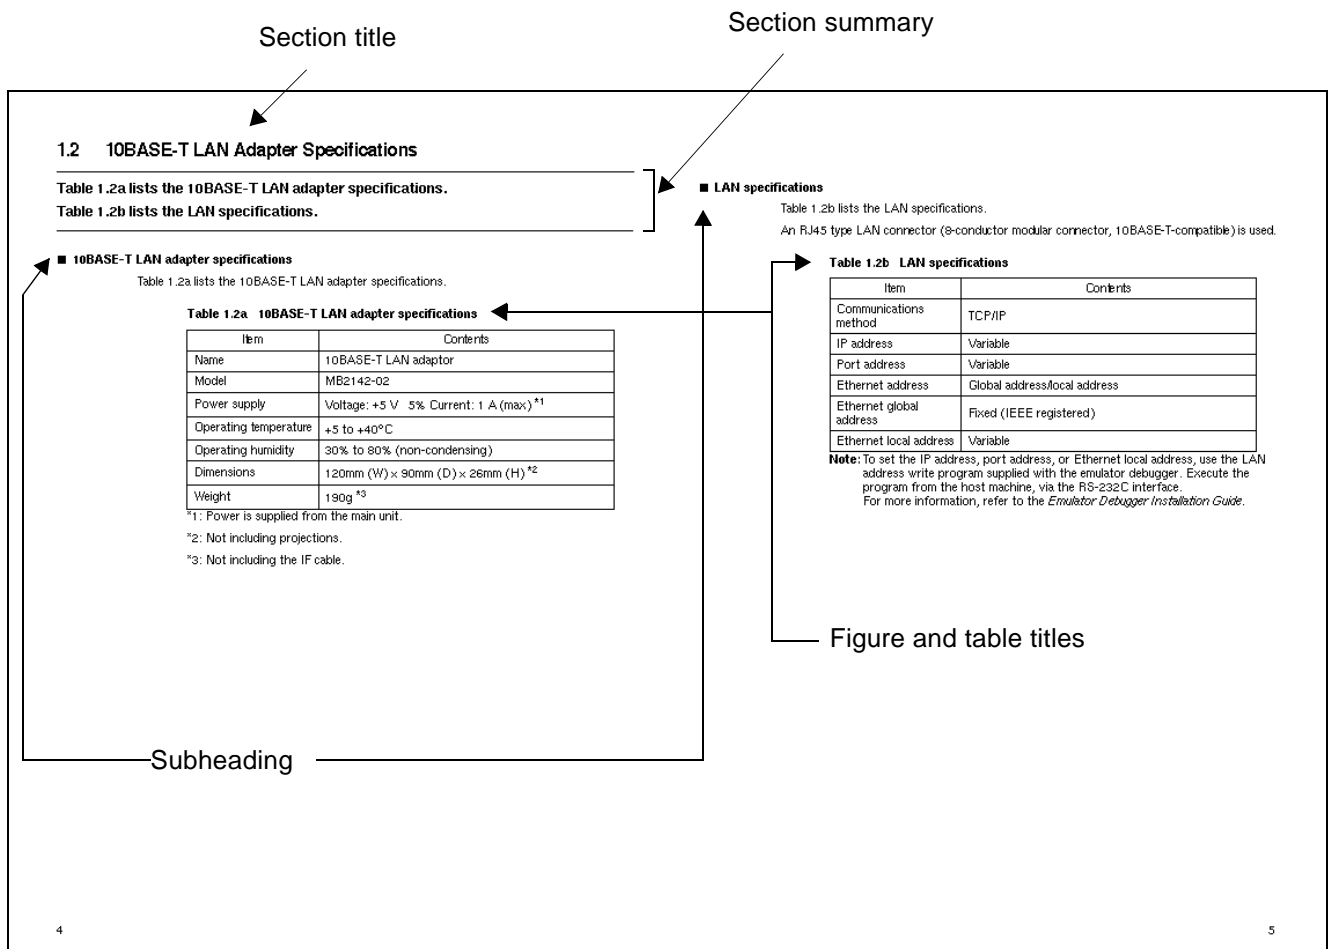 Section title
Section summary
1.2 10BASE-T LAN Adapter Specifications
Table 1.2a lists the 10BASE-T LAN adapter specifications.
Table 1.2b lists the LAN specifications.
■ 10BASE-T LAN adapter specifications
Table 1.2a lists the 10BASE-T LAN adapter specifications.
Table 1.2a 10BASE-T LAN adapter specifications
Item Contents
Name 10BASE-T LAN adaptor
Model MB2142-02
Power supply Voltage: +5 V 5% Current: 1 A (max) *1
Operating temperature +5 to +40°C
Operating humidity 30% to 80% (non-condensing)
Dimensions 120mm (W) x 90mm (D) x 26mm (H) *2
Weight 190g *3
*1: Power is supplied from the main unit.
*2: Not including projections.
*3: Not including the IF cable.
■ LAN specifications
Table 1.2b lists the LAN specifications.
An RJ45 type LAN connector (8-conductor modular connector, 10BASE-T-compatible) is used.
Table 1.2b LAN specifications
Item Contents
Communications
method TCP/IP
IP address Variable
Port address Variable
Ethernet address Global address/local address
Ethernet global
address Fixed (IEEE registered)
Ethernet local address Variable
Note: To set the IP address, port address, or Ethernet local address, use the LAN
address write program supplied with the emulator debugger. Execute the
program from the host machine, via the RS-232C interface.
For more information, refer to the Emulator Debugger Installation Guide.
Figure and table titles
Subheading
4
5